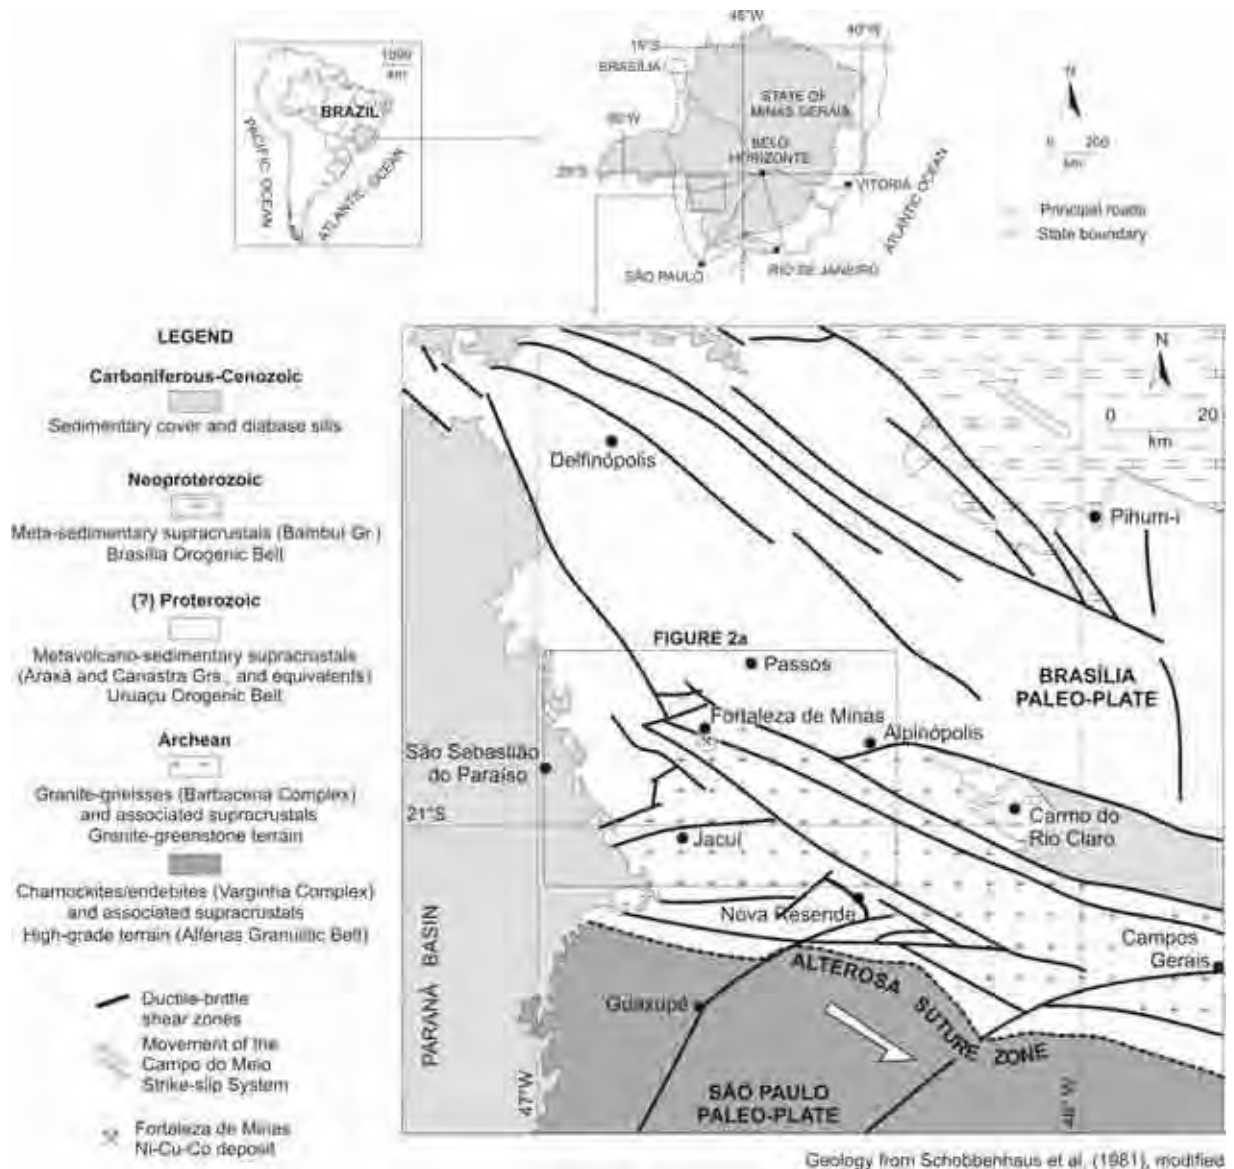 1000
km
BRAZIL
PACIFIC OCEAN
ATLANTIC OCEAN
45°W
40°W
15°S
BRASÍLIA
STATE OF
MINAS GERAIS
50°W
BELO
HORIZONTE
20°S
VITÓRIA
ATLANTIC OCEAN
SÃO PAULO
RIO DE JANEIRO
N
0 200
km
Principal roads
State boundary
LEGEND
Carboniferous-Cenozoic
Sedimentary cover and diabase sills
Neoproterozoic
Meta-sedimentary supracrustals (Bambuí Gr.)
Brasília Orogenic Belt
(?) Proterozoic
Metavolcano-sedimentary supracrustals
(Araxá and Canastra Grs., and equivalents)
Uruaçu Orogenic Belt
Archean
Granite-gneisses (Barbacena Complex)
and associated supracrustals
Granite-greenstone terrain
Charnockites/endebites (Varginha Complex)
and associated supracrustals
High-grade terrain (Alfenas Granulitic Belt)
Ductile-brittle
shear zones
Movement of the
Campo do Meio
Strike-slip System
Fortaleza de Minas
Ni-Cu-Co deposit
N
0 20
km
Delfinópolis
Pihum-i
FIGURE 2a
Passos
BRASÍLIA
PALEO-PLATE
Fortaleza de Minas
Alpinópolis
São Sebastião
do Paraíso
21°S
Carmo do
Rio Claro
Jacuí
Nova Resende
Campos
Gerais
PARANÁ BASIN
ALTEROSA SUTURE ZONE
Guaxupé
47°W
46°W
SÃO PAULO
PALEO-PLATE
Geology from Schobbenhaus et al. (1981), modified